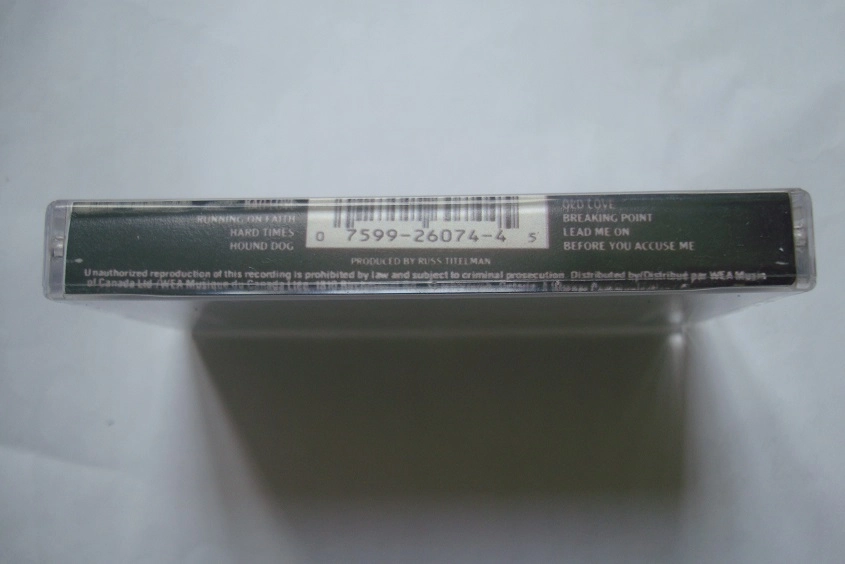 RUNNING ON FAITH
HARD TIMES
HOUND DOG
0 7599-26074-4 5
OLD LOVE
BREAKING POINT
LEAD ME ON
BEFORE YOU ACCUSE ME
PRODUCED BY RUSS TITELMAN
Unauthorized reproduction of this recording is prohibited by law and subject to criminal prosecution. Distributed by/Distribué par WEA Music
of Canada Ltd./WEA Musique du Canada Ltée, 1810